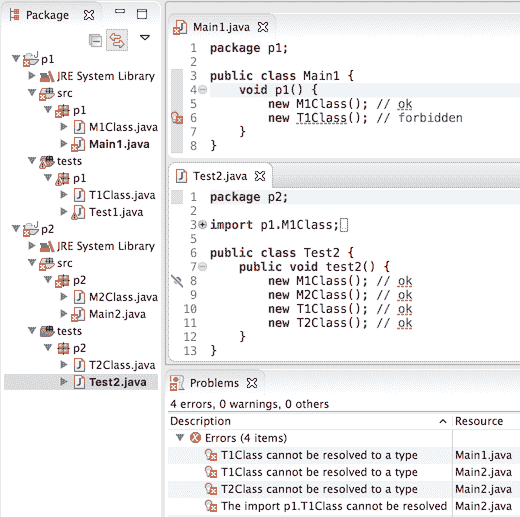 Package
p1
JRE System Library
src
p1
M1Class.java
Main1.java
tests
p1
T1Class.java
Test1.java
p2
JRE System Library
src
p2
M2Class.java
Main2.java
tests
p2
T2Class.java
Test2.java
Main1.java
1 package p1;
2
3 public class Main1 {
4 void p1() {
5 new M1Class(); // ok
6 new T1Class(); // forbidden
7 }
8 }
Test2.java
1 package p2;
2
3 import p1.M1Class;
5
6 public class Test2 {
7 public void test2() {
8 new M1Class(); // ok
9 new M2Class(); // ok
10 new T1Class(); // ok
11 new T2Class(); // ok
12 }
13 }
Problems
4 errors, 0 warnings, 0 others
Description Resource
Errors (4 items)
T1Class cannot be resolved to a type Main1.java
T1Class cannot be resolved to a type Main2.java
T2Class cannot be resolved to a type Main2.java
The import p1.T1Class cannot be resolved Main2.java